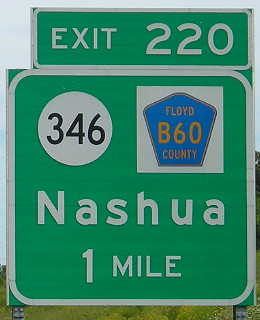 EXIT 220
346
FLOYD
B60
COUNTY
Nashua
1 MILE